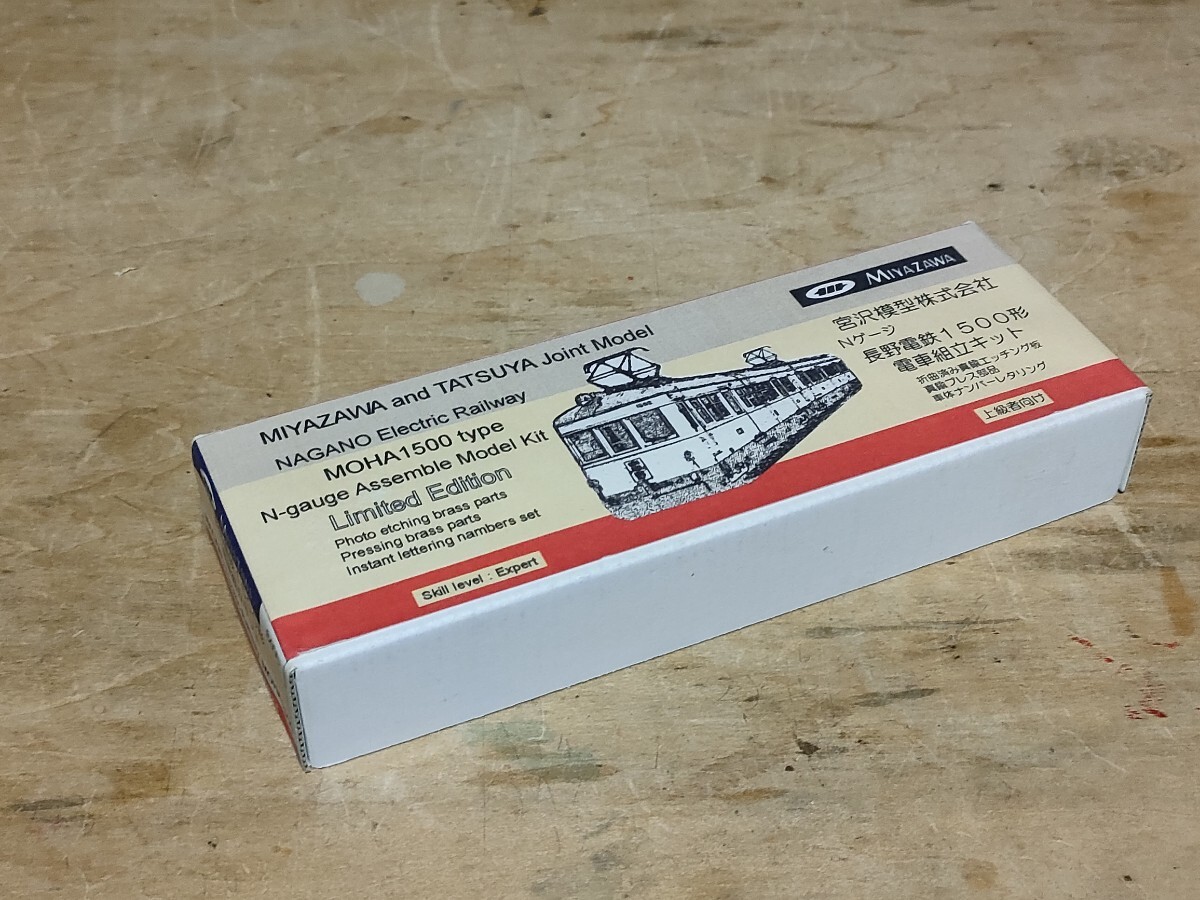 MIYAZAWA and TATSUYA Joint Model
NAGANO Electric Railway
MOHA1500 type
N-gauge Assemble Model Kit
Limited Edition
Photo etching brass parts
Pressing brass parts
Instant lettering nambers set
Skill level : Expert
MIYAZAWA
宮沢模型株式会社
Nゲージ
長野電鉄1500形
電車組立キット
折曲済み真鍮エッチング板
真鍮プレス部品
車体ナンバーレタリング
上級者向け